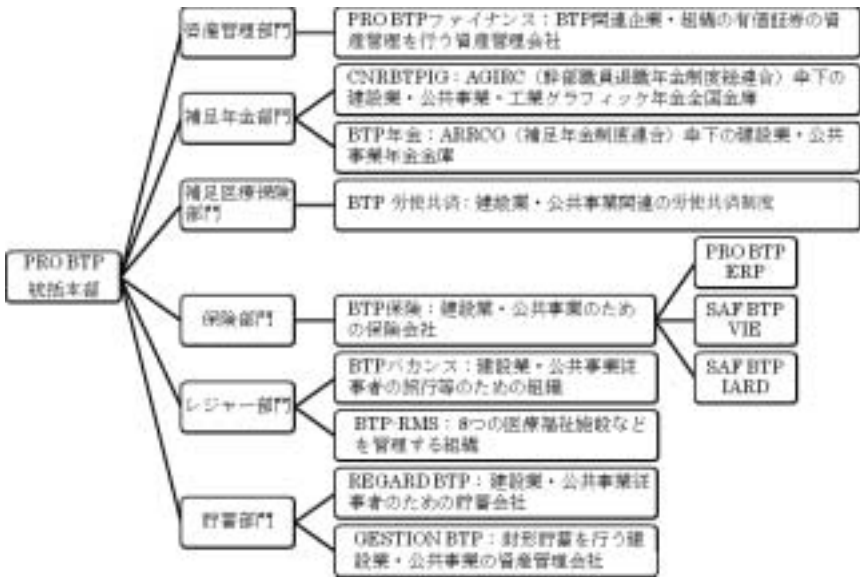 資産管理部門
PRO BTPファイナンス：BTP関連企業・組織の有価証券の資
産管理を行う資産管理会社
補足年金部門
CNRBTPIG：AGIRC（幹部職員退職年金制度総連合）傘下の
建設業・公共事業・工業グラフィック年金全国金庫
BTP年金：ARRCO（補足年金制度連合）傘下の建設業・公共
事業年金金庫
補足医療保険
部門
BTP 労使共済：建設業・公共事業関連の労使共済制度
PRO BTP
統括本部
保険部門
BTP保険：建設業・公共事業のため
の保険会社
PRO BTP
ERP
SAF BTP
VIE
SAF BTP
IARD
レジャー部門
BTPバカンス：建設業・公共事業従
事者の旅行等のための組織
BTP-RMS：8つの医療福祉施設など
を管理する組織
貯蓄部門
REGARD BTP：建設業・公共事業従
事者のための貯蓄会社
GESTION BTP：財形貯蓄を行う建
設業・公共事業の資産管理会社